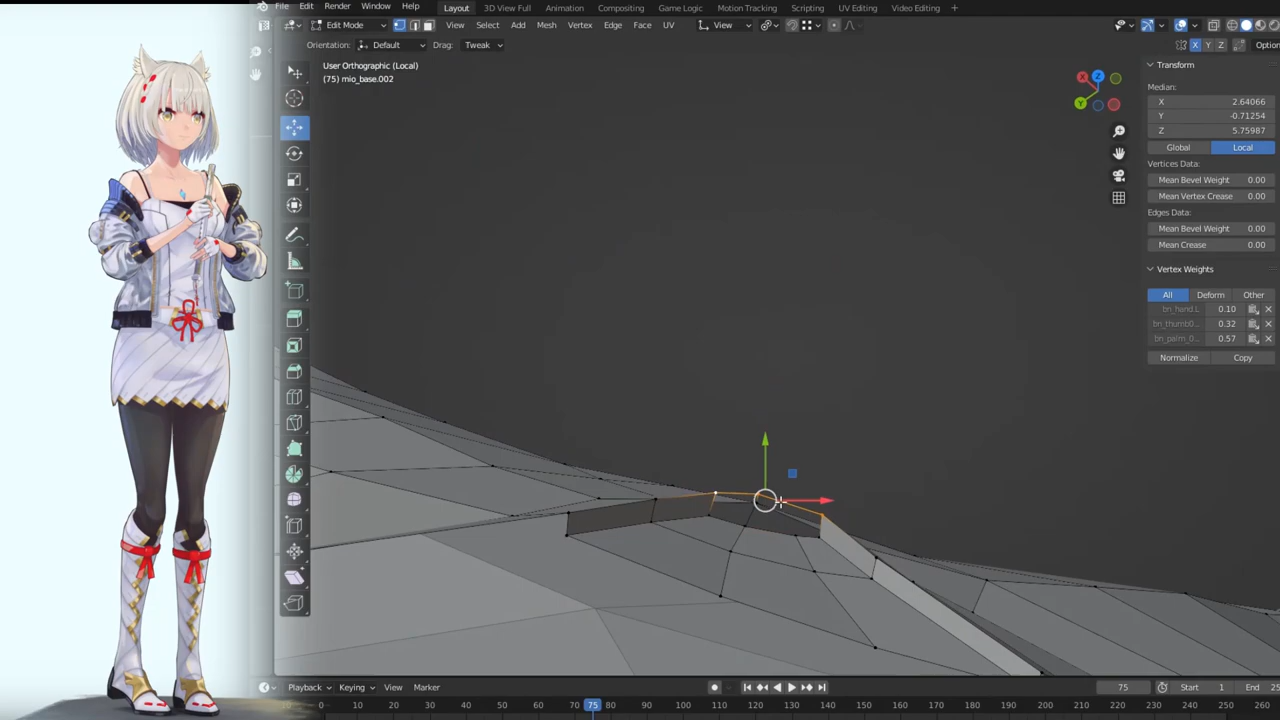 File Edit Render Window Help Layout 3D View Full Animation Compositing Game Logic Motion Tracking Scripting UV Editing Video Editing +
Edit Mode View Select Add Mesh Vertex Edge Face UV View
Orientation: Default Drag: Tweak X Y Z Optio
User Orthographic (Local)
(75) mio_base.002
X Z Y
Transform
Median:
X 2.64066
Y -0.71254
Z 5.75987
Global Local
Vertices Data:
Mean Bevel Weight 0.00
Mean Vertex Crease 0.00
Edges Data:
Mean Bevel Weight 0.00
Mean Crease 0.00
Vertex Weights
All Deform Other
bn_hand.L 0.10
bn_thumb0... 0.32
bn_palm_0... 0.57
Normalize Copy
Playback Keying View Marker 75 Start 1 End 25
0 10 20 30 40 50 60 70 75 80 90 100 110 120 130 140 150 160 170 180 190 200 210 220 230 240 250 260